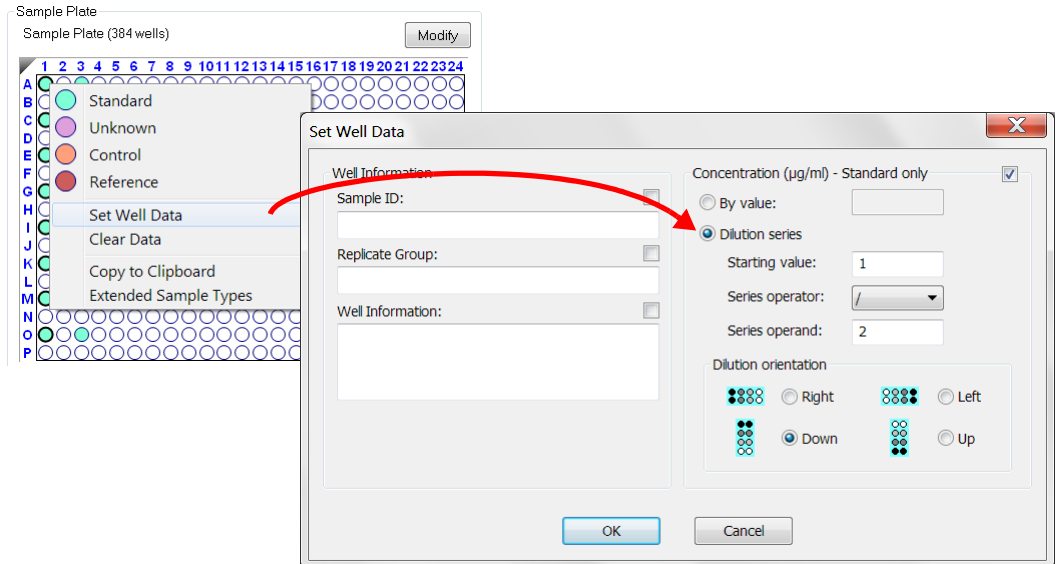 Sample Plate
Sample Plate (384 wells)
Modify
1 2 3 4 5 6 7 8 9 10 11 12 13 14 15 16 17 18 19 20 21 22 23 24
A
B
C
D
E
F
G
H
I
J
K
L
M
N
O
P
Standard
Unknown
Control
Reference
Set Well Data
Clear Data
Copy to Clipboard
Extended Sample Types
Set Well Data
Well Information
Sample ID:
Replicate Group:
Well Information:
Concentration (µg/ml) - Standard only
By value:
Dilution series
Starting value: 1
Series operator: /
Series operand: 2
Dilution orientation
Right
Left
Down
Up
OK
Cancel